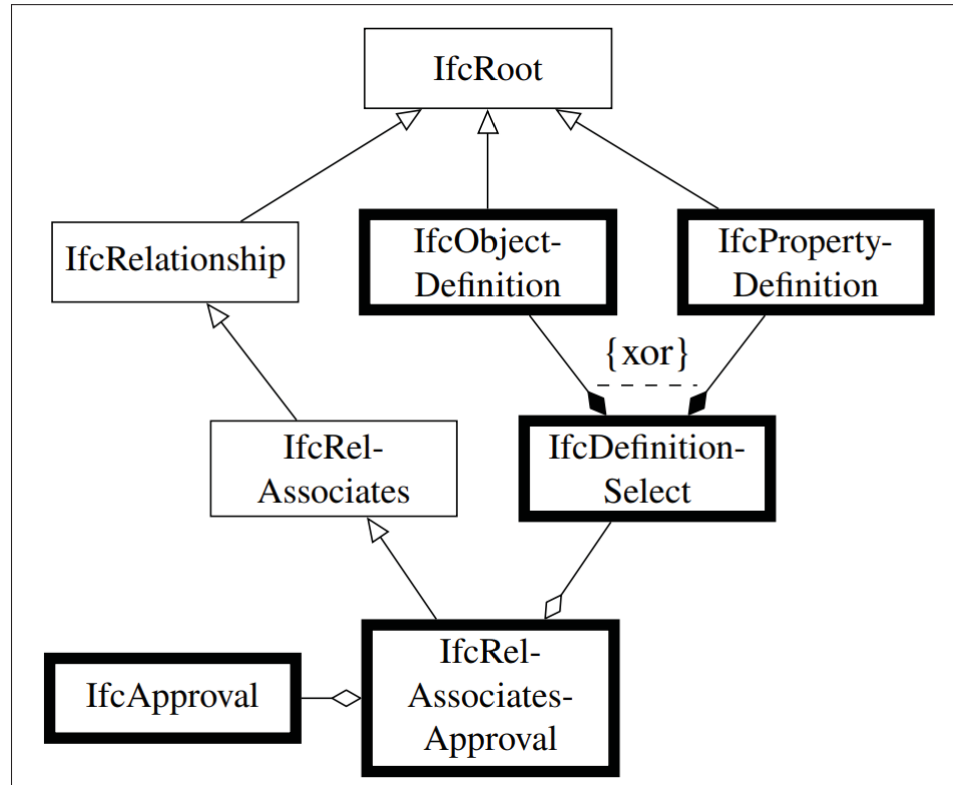 IfcRoot
IfcRelationship
IfcObject-
Definition
IfcProperty-
Definition
{xor}
IfcRel-
Associates
IfcDefinition-
Select
IfcApproval
IfcRel-
Associates-
Approval